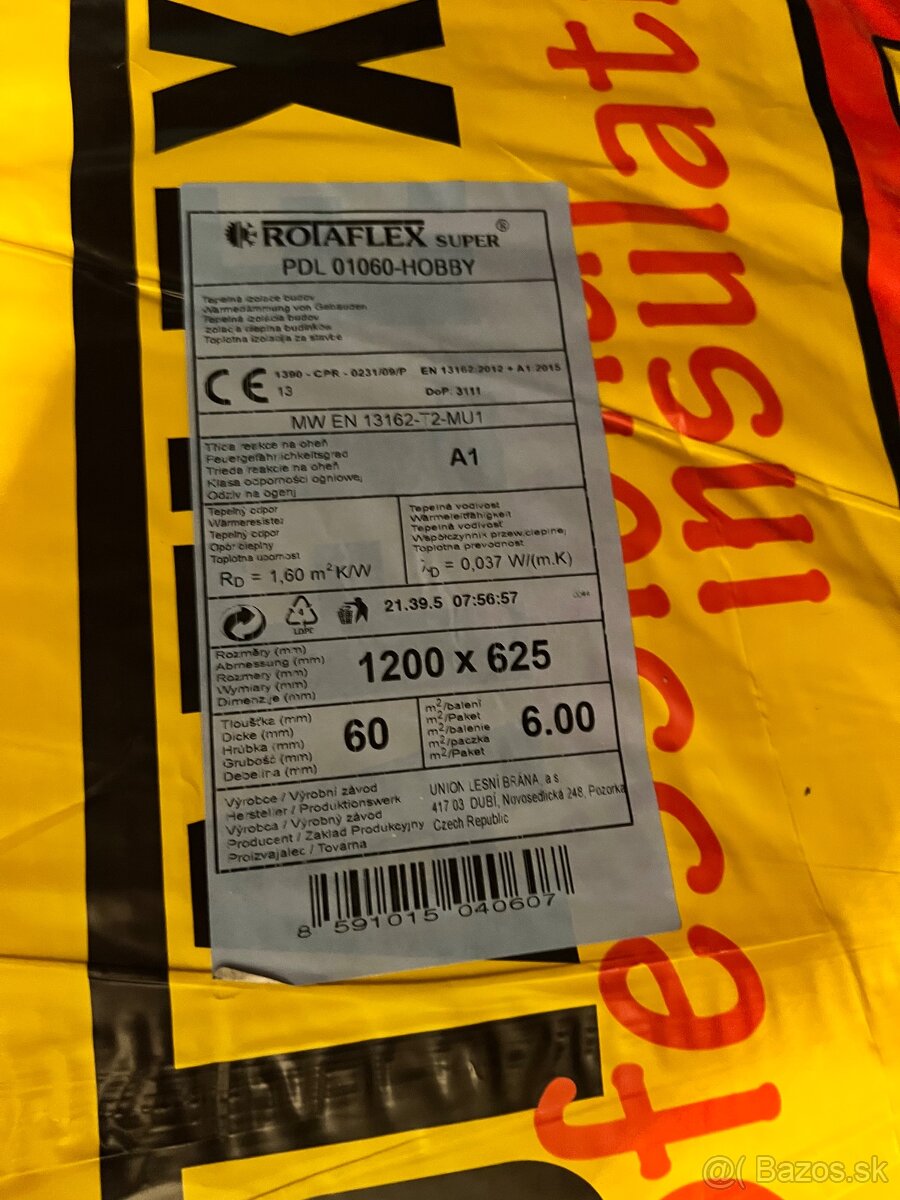 X
ROTAFLEX SUPER ®
PDL 01060-HOBBY
Tepelná izolace budov
Wärmedämmung von Gebäuden
Tepelná izolácia budov
Izolacja cieplna budynków
Toplotna izolacija za stavbe
CE 1390 - CPR - 0231/09/P EN 13162:2012 + A1:2015
13 DoP: 3111
MW EN 13162-T2-MU1
Třída reakce na oheň
Feuergefährlichkeitsgrad
Trieda reakcie na oheň
Klasa odporności ogniowej
Odziv na ogenj
A1
Tepelný odpor
Wärmeresister
Tepelný odpor
Opór cieplny
Toplotna upornost
RD = 1,60 m²K/W
Tepelná vodivost
Wärmeleitfähigkeit
Tepelná vodivosť
Współczynnik przew.cieplnej
Toplotna prevodnost
λD = 0,037 W/(m.K)
4
LDPE
21.39.5 07:56:57
Rozměry (mm)
Abmessung (mm)
Rozmery (mm)
Wymiary (mm)
Dimenzije (mm)
1200 x 625
Tloušťka (mm)
Dicke (mm)
Hrúbka (mm)
Grubość (mm)
Debelina (mm)
60
m²/balení
m²/Paket
m²/balenie
m²/paczka
m²/Paket
6.00
Výrobce / Výrobní závod
Hersteller / Produktionswerk
Výrobca / Výrobný závod
Producent / Zaklad Produkcyjny
Proizvajalec / Tovarna
UNION LESNÍ BRÁNA, a.s
417 03 DUBÍ, Novosedlická 248, Pozorka
Czech Republic
8 591015 040607
insulati
@( Bazos.sk